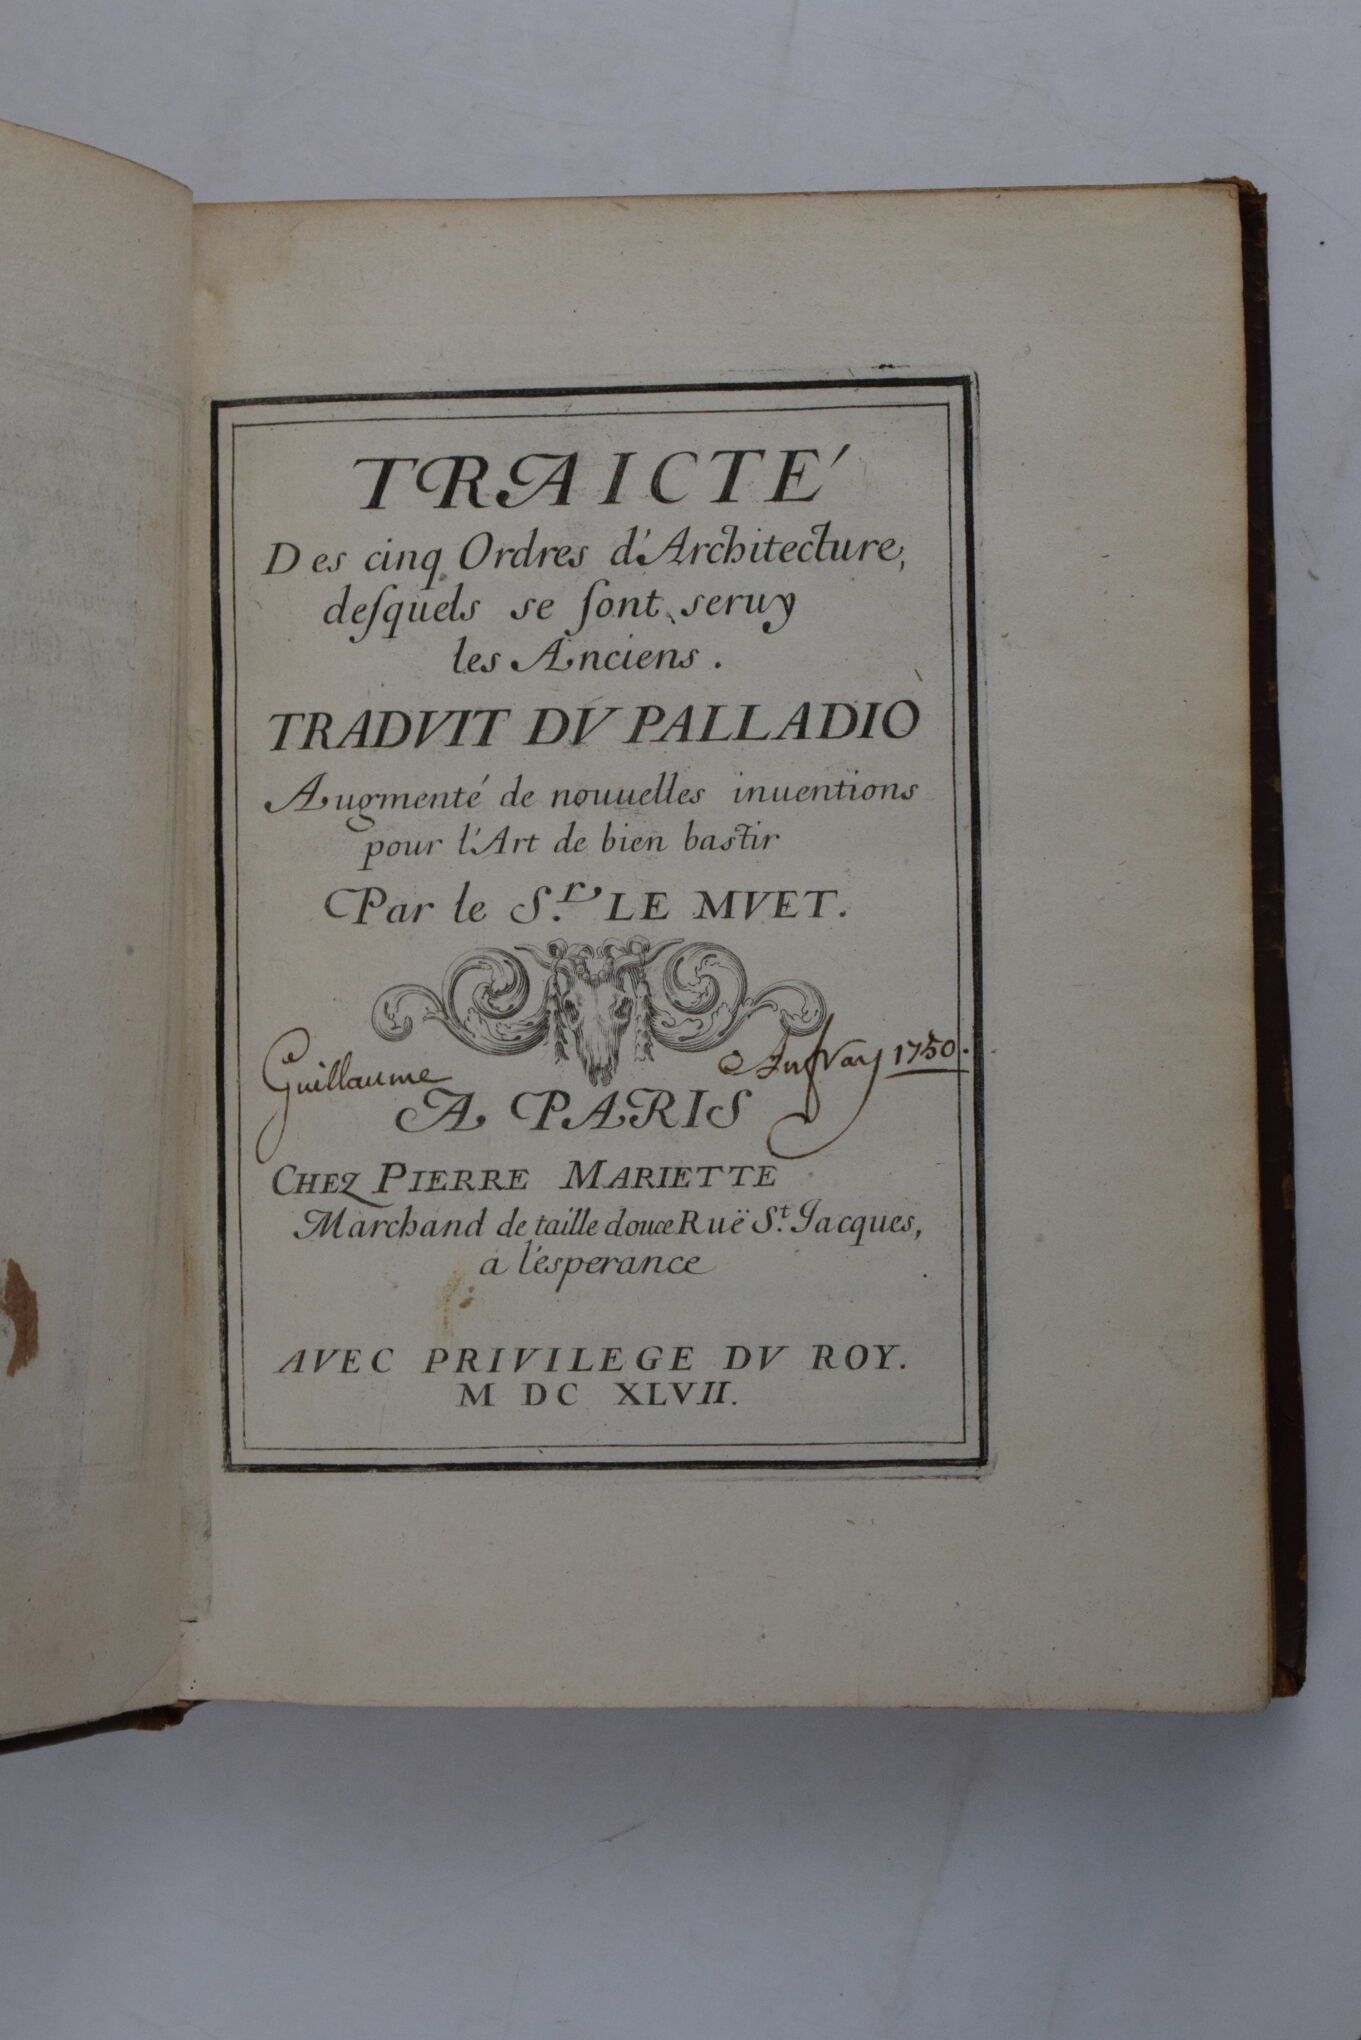 TRAICTÉ
Des cinq Ordres d'Architecture,
deſquels se ſont seruy
les Anciens.
TRADVIT DV PALLADIO
Augmenté de nouuelles inuentions
pour l'Art de bien bastir
Par le Sr. LE MVET.
Guillaume 1750.
A PARIS
CHEZ PIERRE MARIETTE
Marchand de taille douce Ruë St. Jacques,
a l'esperance
AVEC PRIVILEGE DV ROY.
M DC XLVII.